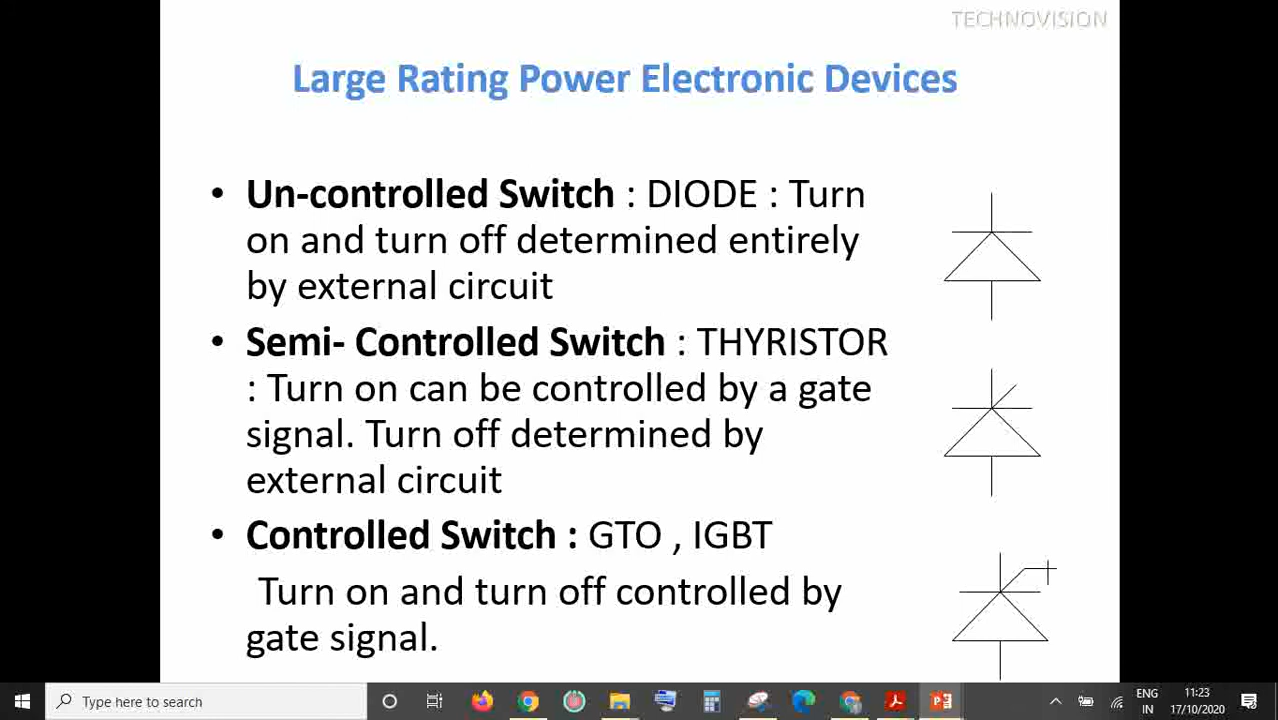 TECHNOVISION
Large Rating Power Electronic Devices
• Un-controlled Switch : DIODE : Turn
on and turn off determined entirely
by external circuit
• Semi- Controlled Switch : THYRISTOR
: Turn on can be controlled by a gate
signal. Turn off determined by
external circuit
• Controlled Switch : GTO , IGBT
Turn on and turn off controlled by
gate signal.
Type here to search
ENG
IN
11:23
17/10/2020